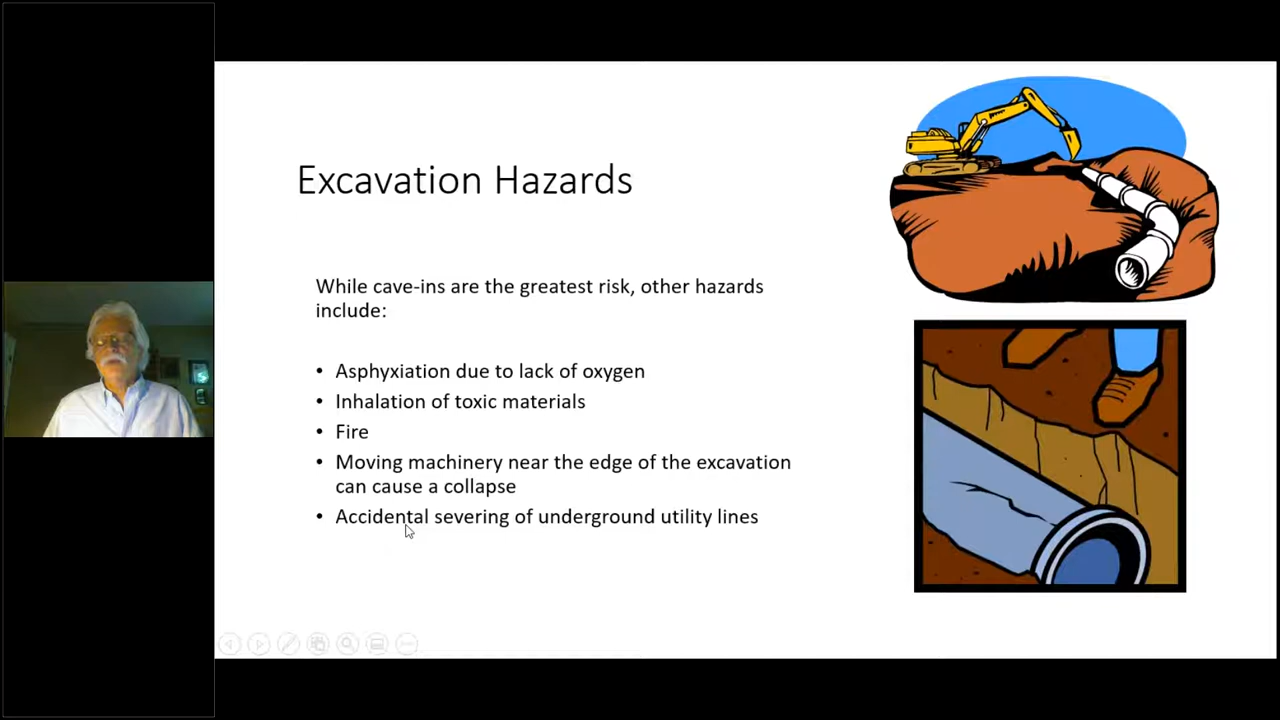 Excavation Hazards
While cave-ins are the greatest risk, other hazards
include:
• Asphyxiation due to lack of oxygen
• Inhalation of toxic materials
• Fire
• Moving machinery near the edge of the excavation
can cause a collapse
• Accidental severing of underground utility lines